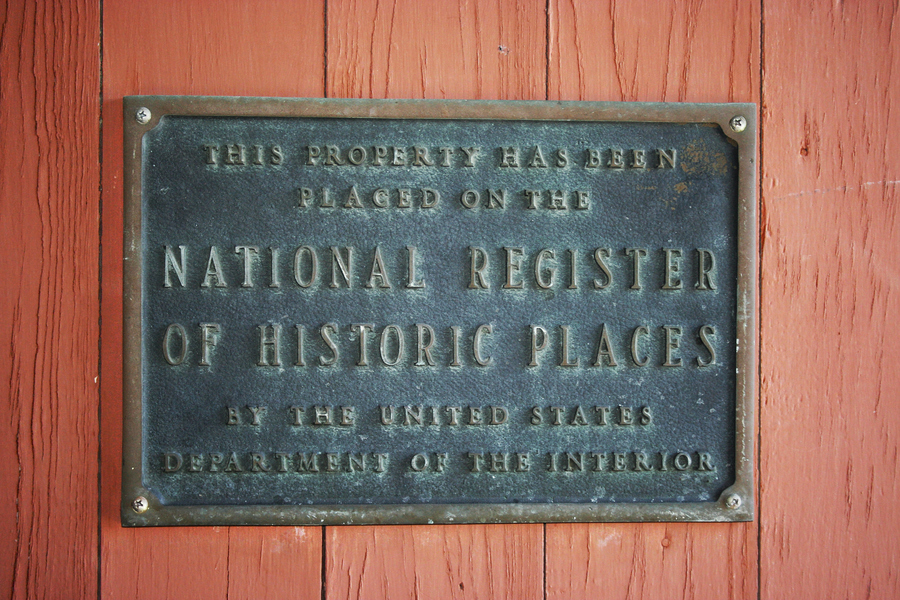 THIS PROPERTY HAS BEEN
PLACED ON THE
NATIONAL REGISTER
OF HISTORIC PLACES
BY THE UNITED STATES
DEPARTMENT OF THE INTERIOR